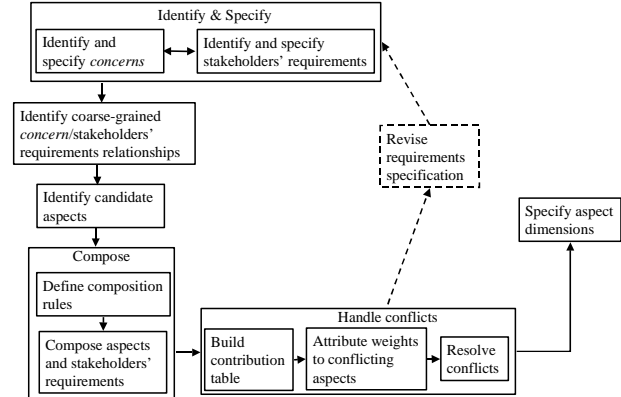 Identify & Specify
Identify and
specify concerns
Identify and specify
stakeholders' requirements
Identify coarse-grained
concern/stakeholders'
requirements relationships
Revise
requirements
specification
Identify candidate
aspects
Specify aspect
dimensions
Compose
Define composition
rules
Compose aspects
and stakeholders'
requirements
Handle conflicts
Build
contribution
table
Attribute weights
to conflicting
aspects
Resolve
conflicts